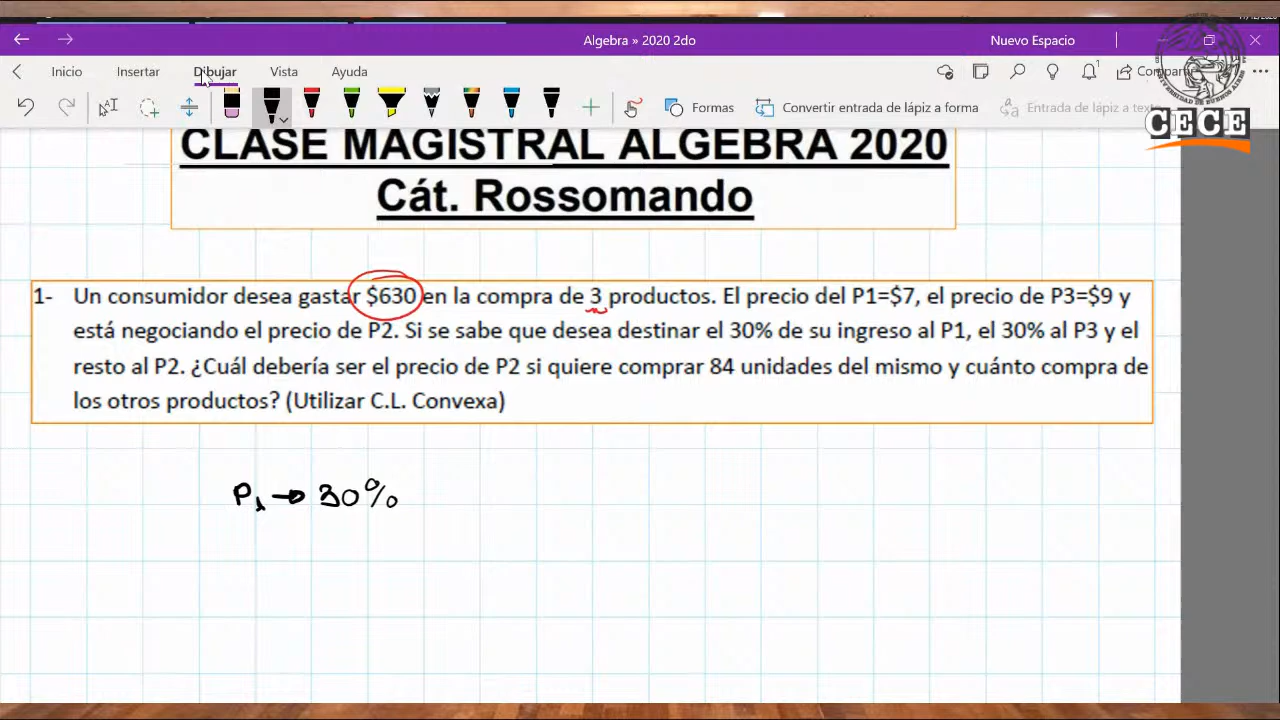 Algebra » 2020 2do
Nuevo Espacio
Inicio
Insertar
Dibujar
Vista
Ayuda
Compartir
Formas
Convertir entrada de lápiz a forma
Entrada de lápiz a
CECE
CLASE MAGISTRAL ALGEBRA 2020
Cát. Rossomando
1- Un consumidor desea gastar $630 en la compra de 3 productos. El precio del P1=$7, el precio de P3=$9 y
está negociando el precio de P2. Si se sabe que desea destinar el 30% de su ingreso al P1, el 30% al P3 y el
resto al P2. ¿Cuál debería ser el precio de P2 si quiere comprar 84 unidades del mismo y cuánto compra de
los otros productos? (Utilizar C.L. Convexa)
P1 → 30%